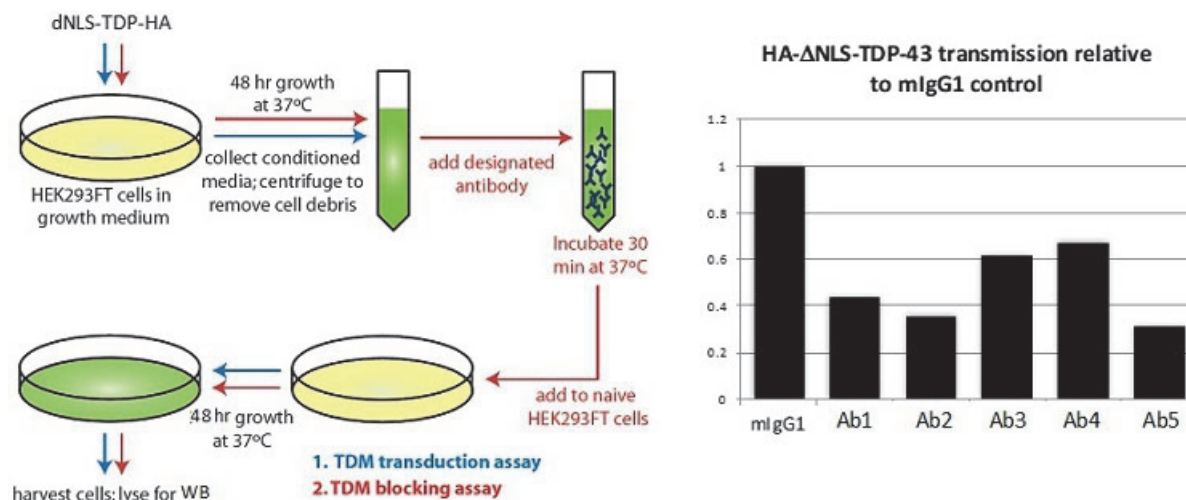 dNLS-TDP-HA
48 hr growth
at 37ºC
collect conditioned
media; centrifuge to
remove cell debris
HEK293FT cells in
growth medium
add designated
antibody
Incubate 30
min at 37ºC
add to naive
HEK293FT cells
48 hr growth
at 37ºC
1. TDM transduction assay
2.TDM blocking assay
harvest cells; lyse for WB
HA-ΔNLS-TDP-43 transmission relative
to mIgG1 control
1.2
1
0.8
0.6
0.4
0.2
0
mIgG1 Ab1 Ab2 Ab3 Ab4 Ab5